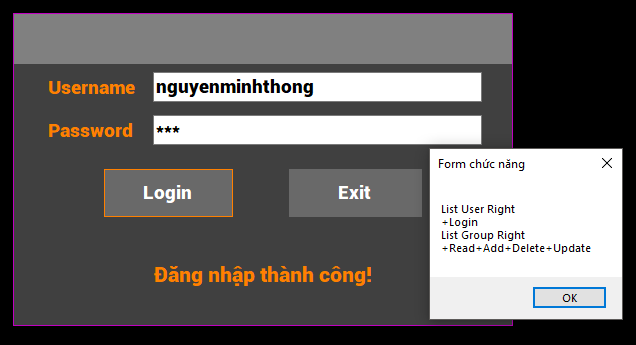 Username
nguyenminhthong
Password
***
Login
Exit
Đăng nhập thành công!
Form chức năng
List User Right
+Login
List Group Right
+Read+Add+Delete+Update
OK